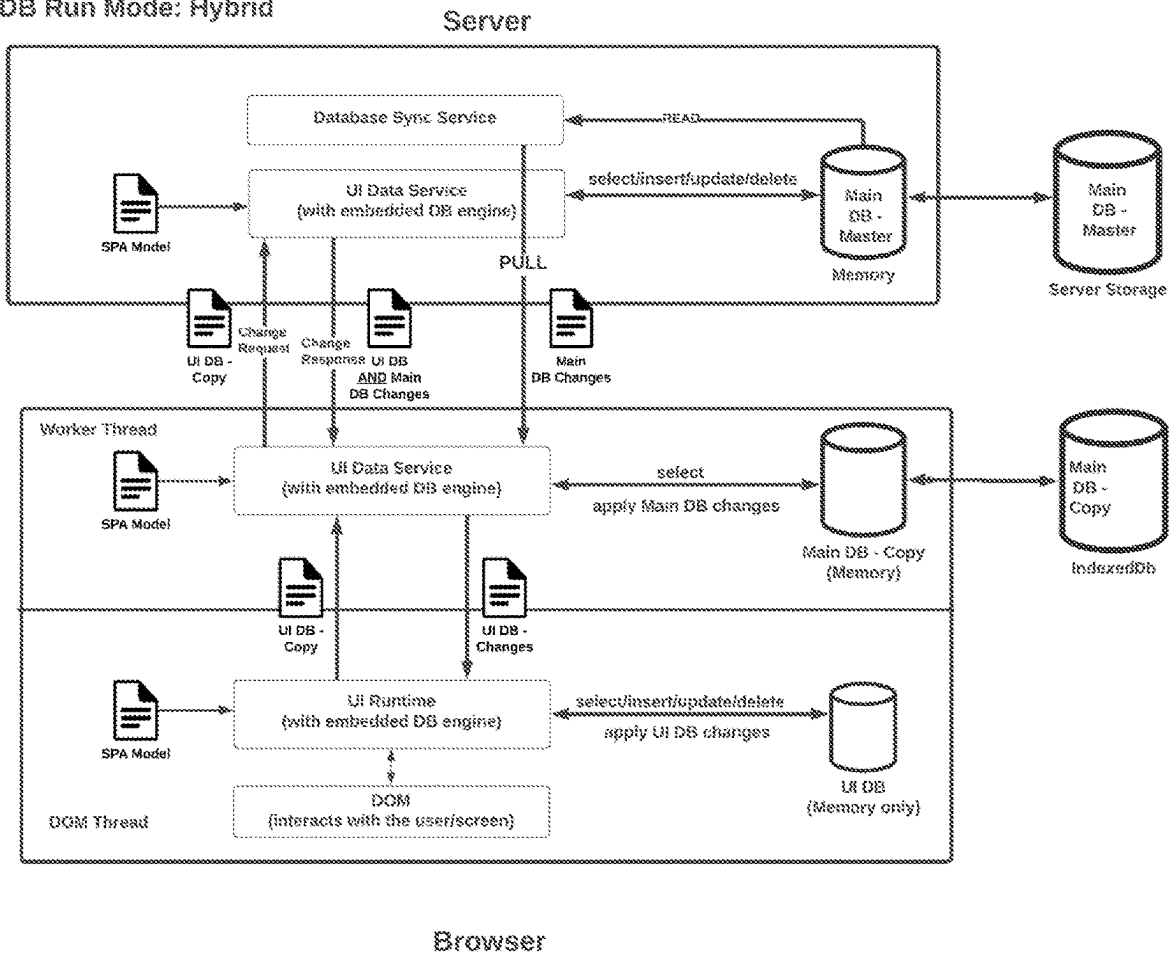 DB Run Mode: Hybrid
Server
Database Sync Service
READ
UI Data Service
(with embedded DB engine)
select/insert/update/delete
SPA Model
Main
DB -
Master
Memory
Main
DB -
Master
Server Storage
PULL
UI DB -
Copy
Change
Request
Change
Response
UI DB
AND Main
DB Changes
Main
DB Changes
Worker Thread
SPA Model
UI Data Service
(with embedded DB engine)
select
apply Main DB changes
Main DB - Copy
(Memory)
Main
DB -
Copy
IndexedDb
UI DB -
Copy
UI DB -
Changes
SPA Model
UI Runtime
(with embedded DB engine)
select/insert/update/delete
apply UI DB changes
UI DB
(Memory only)
DOM
(interacts with the user/screen)
DOM Thread
Browser